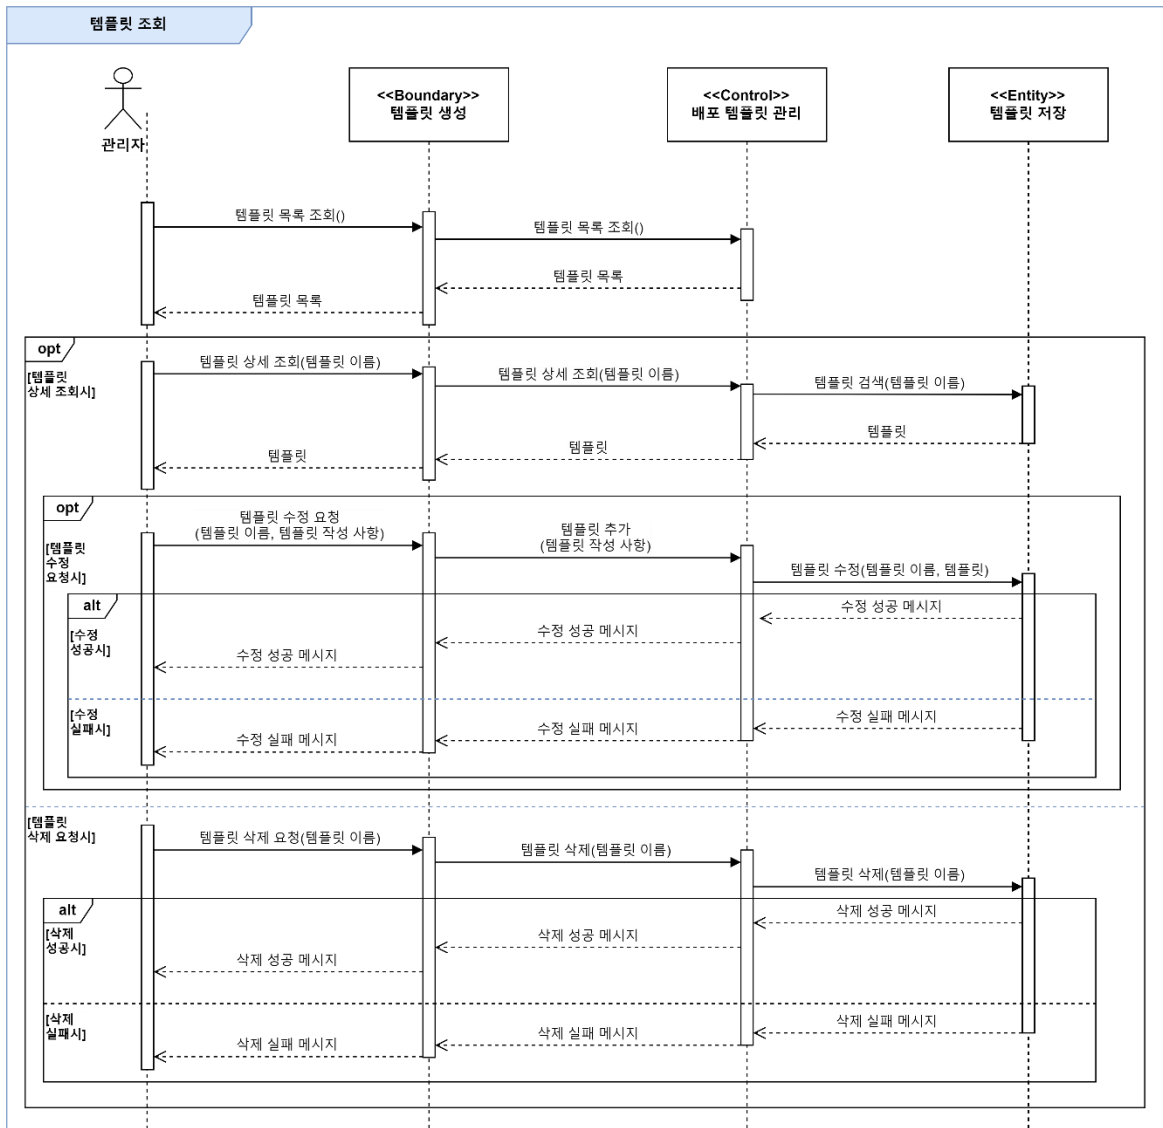 템플릿 조회
관리자
<<Boundary>>
템플릿 생성
<<Control>>
배포 템플릿 관리
<<Entity>>
템플릿 저장
템플릿 목록 조회()
템플릿 목록 조회()
템플릿 목록
템플릿 목록
opt
[템플릿
상세 조회시]
템플릿 상세 조회(템플릿 이름)
템플릿 상세 조회(템플릿 이름)
템플릿 검색(템플릿 이름)
템플릿
템플릿
템플릿
opt
[템플릿
수정
요청시]
템플릿 수정 요청
(템플릿 이름, 템플릿 작성 사항)
템플릿 추가
(템플릿 작성 사항)
템플릿 수정(템플릿 이름, 템플릿)
alt
[수정
성공시]
수정 성공 메시지
수정 성공 메시지
수정 성공 메시지
[수정
실패시]
수정 실패 메시지
수정 실패 메시지
수정 실패 메시지
[템플릿
삭제 요청시]
템플릿 삭제 요청(템플릿 이름)
템플릿 삭제(템플릿 이름)
템플릿 삭제(템플릿 이름)
alt
[삭제
성공시]
삭제 성공 메시지
삭제 성공 메시지
삭제 성공 메시지
[삭제
실패시]
삭제 실패 메시지
삭제 실패 메시지
삭제 실패 메시지